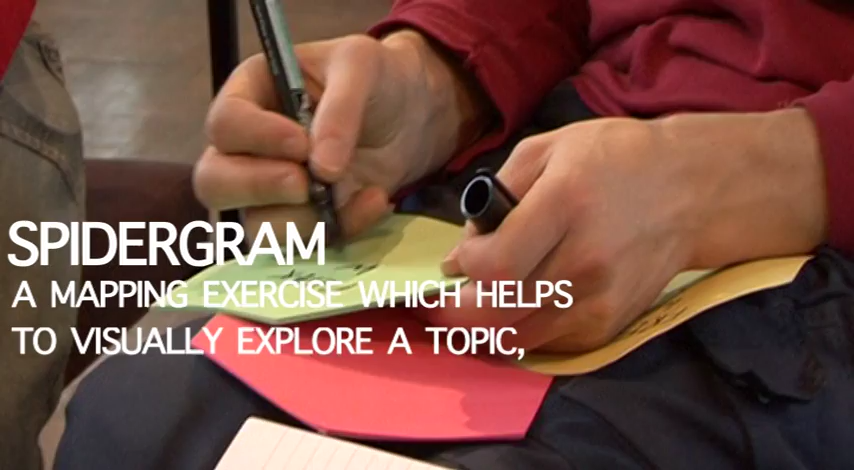 SPIDERGRAM
A MAPPING EXERCISE WHICH HELPS
TO VISUALLY EXPLORE A TOPIC,